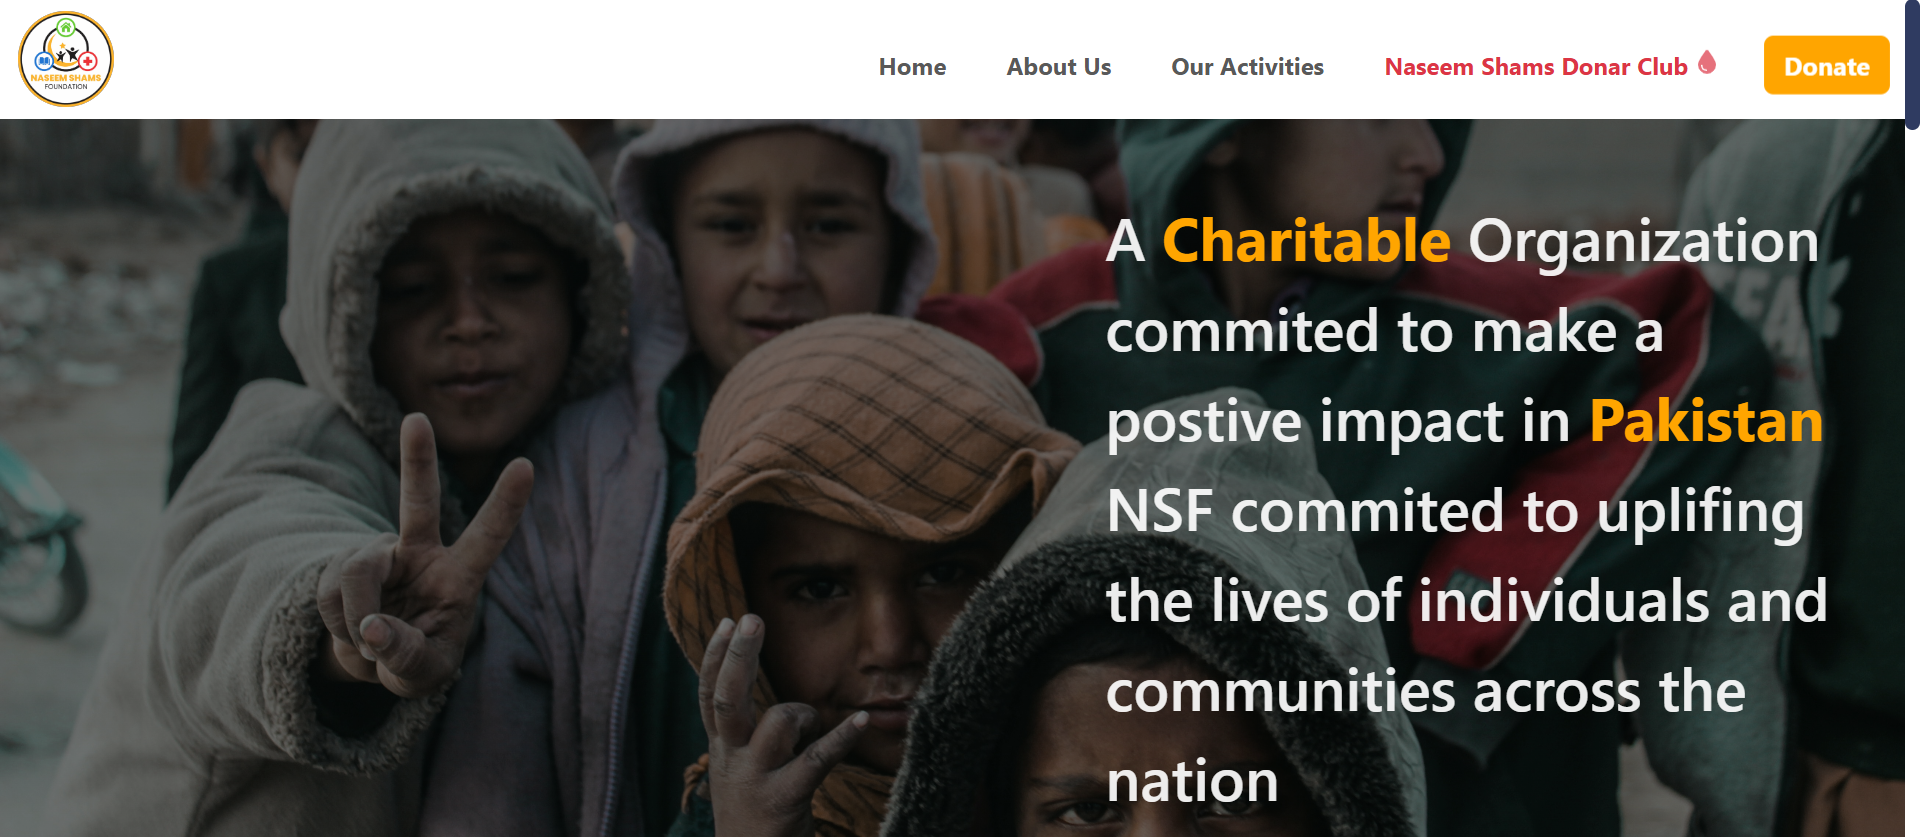 NASEEM SHAMS
FOUNDATION
Home
About Us
Our Activities
Naseem Shams Donar Club
Donate
A Charitable Organization
commited to make a
postive impact in Pakistan
NSF commited to uplifing
the lives of individuals and
communities across the
nation